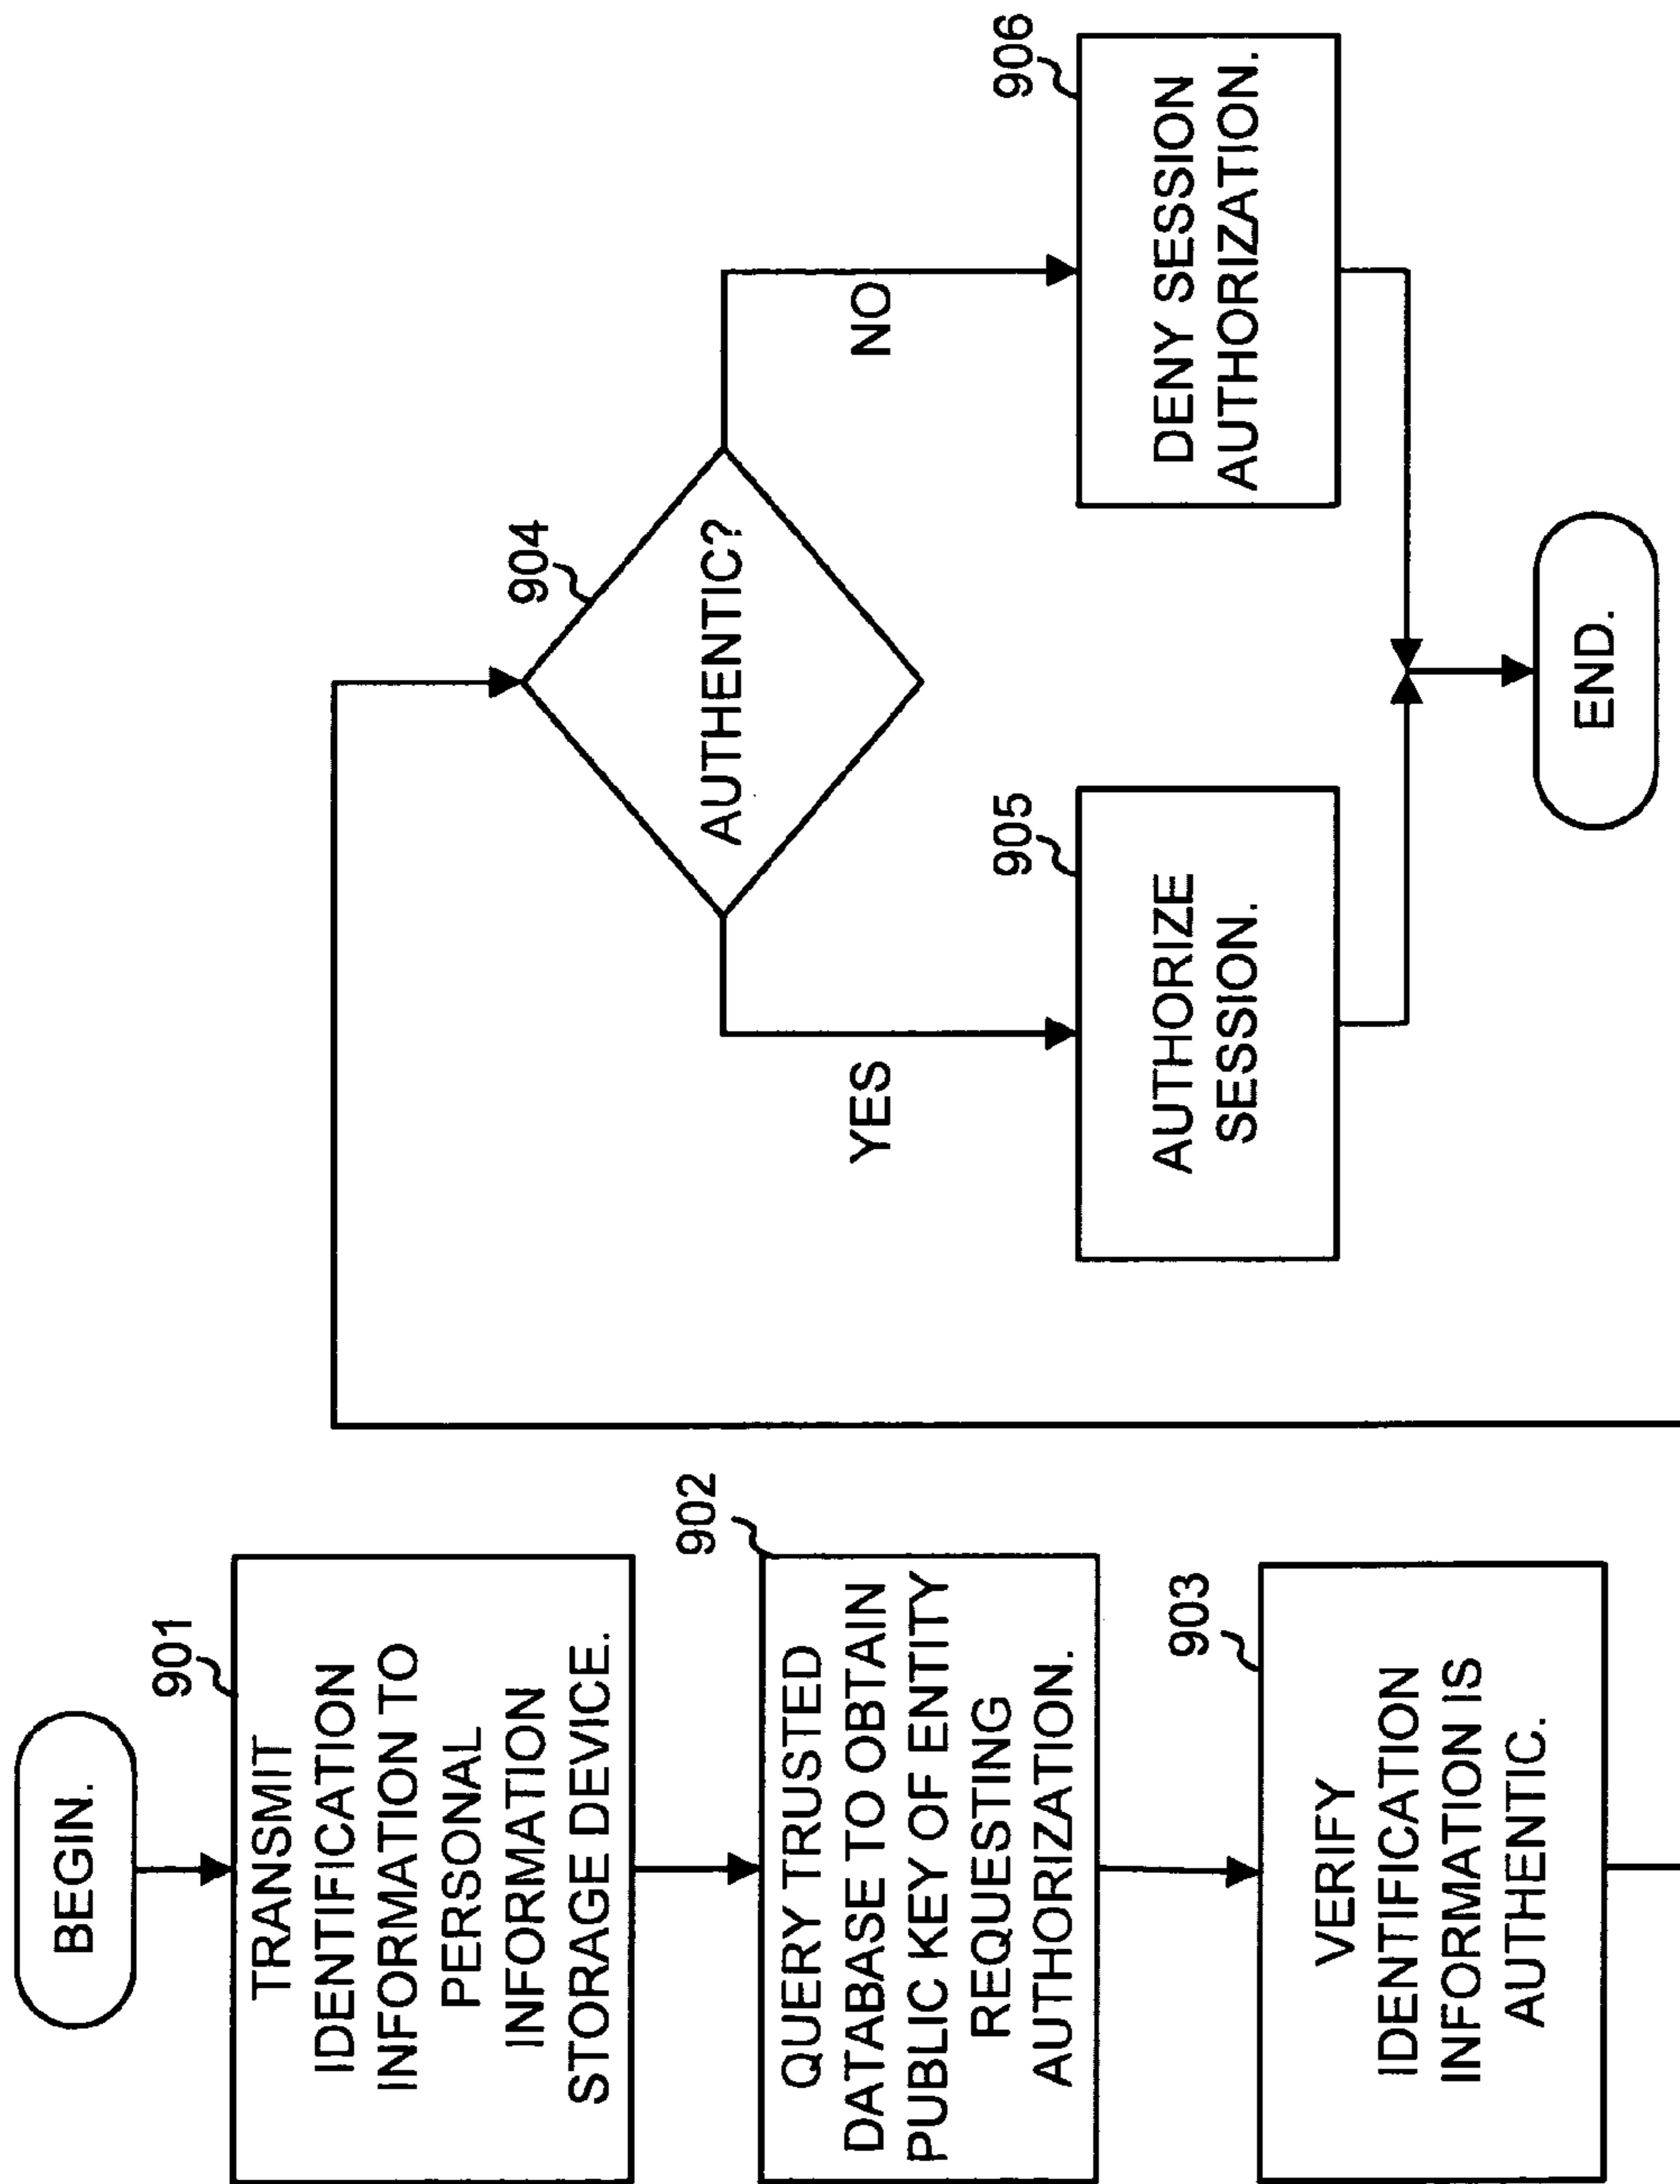 BEGIN.
901
TRANSMIT
IDENTIFICATION
INFORMATION TO
PERSONAL
INFORMATION
STORAGE DEVICE.
902
QUERY TRUSTED
DATABASE TO OBTAIN
PUBLIC KEY OF ENTITY
REQUESTING
AUTHORIZATION.
903
VERIFY
IDENTIFICATION
INFORMATION IS
AUTHENTIC.
904
AUTHENTIC?
YES
NO
905
AUTHORIZE
SESSION.
906
DENY SESSION
AUTHORIZATION.
END.